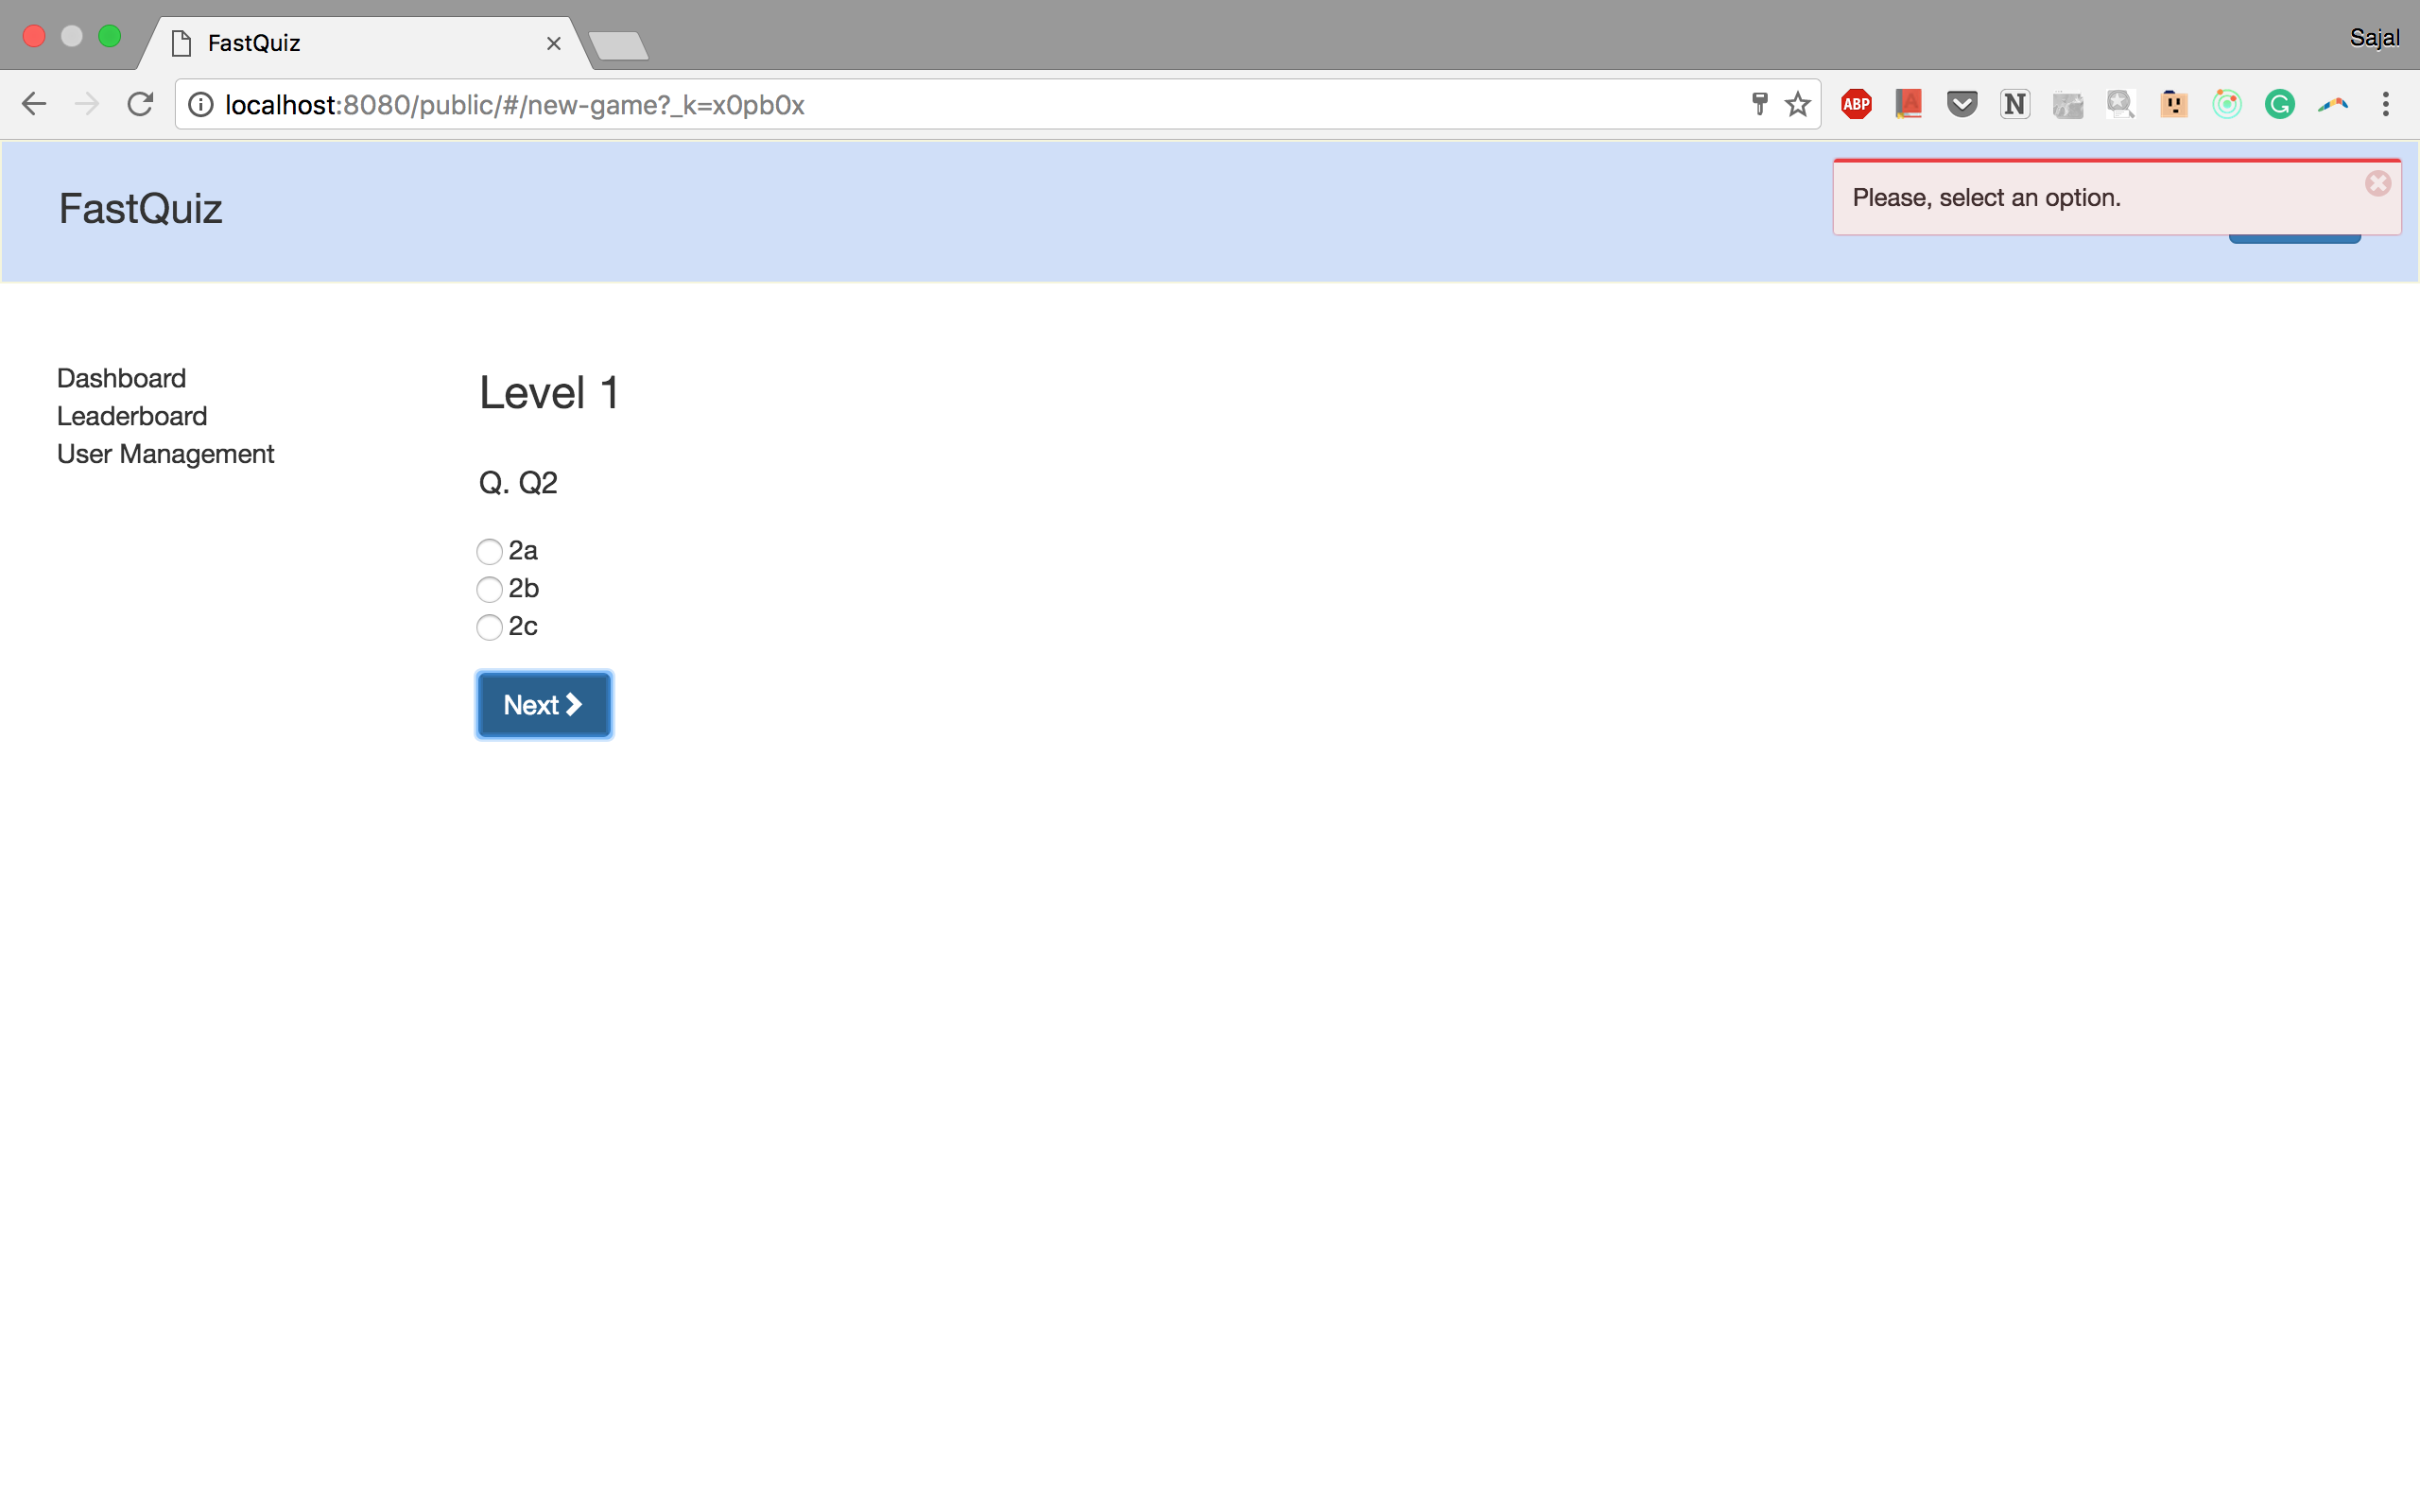 FastQuiz
Sajal
localhost:8080/public/#/new-game?_k=x0pb0x
ABP
A
N
G
FastQuiz
Please, select an option.
Dashboard
Leaderboard
User Management
Level 1
Q. Q2
2a
2b
2c
Next